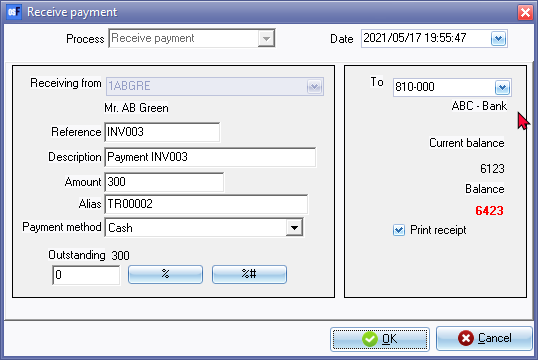 Receive payment
Process Receive payment Date 2021/05/17 19:55:47
Receiving from 1ABGRE
Mr. AB Green
Reference INV003
Description Payment INV003
Amount 300
Alias TR00002
Payment method Cash
Outstanding 300
0 % %#
To 810-000
ABC - Bank
Current balance
6123
Balance
6423
Print receipt
OK Cancel